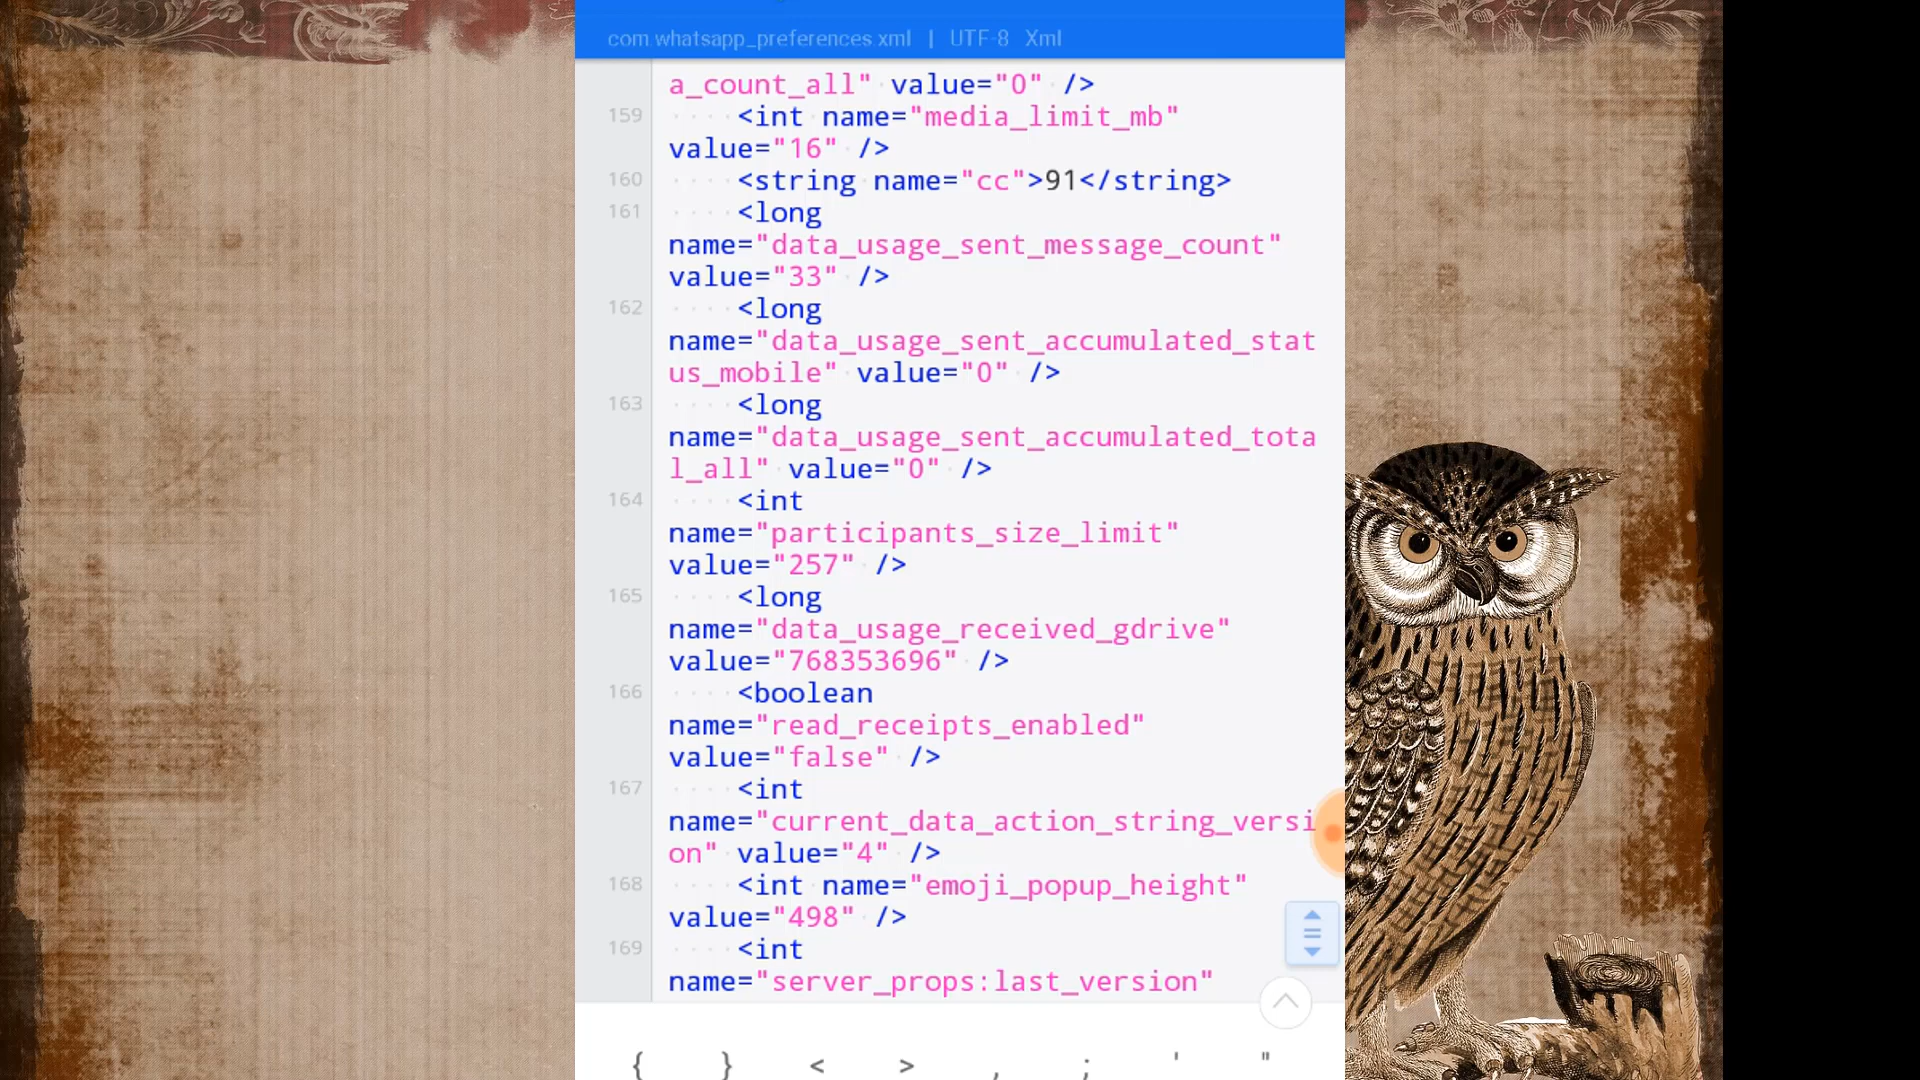 com.whatsapp_preferences.xml | UTF-8 Xml
a_count_all" value="0" />
159 <int name="media_limit_mb"
value="16" />
160 <string name="cc">91</string>
161 <long
name="data_usage_sent_message_count"
value="33" />
162 <long
name="data_usage_sent_accumulated_stat
us_mobile" value="0" />
163 <long
name="data_usage_sent_accumulated_tota
l_all" value="0" />
164 <int
name="participants_size_limit"
value="257" />
165 <long
name="data_usage_received_gdrive"
value="768353696" />
166 <boolean
name="read_receipts_enabled"
value="false" />
167 <int
name="current_data_action_string_versi
on" value="4" />
168 <int name="emoji_popup_height"
value="498" />
169 <int
name="server_props:last_version"
{ } < > , ; ' "